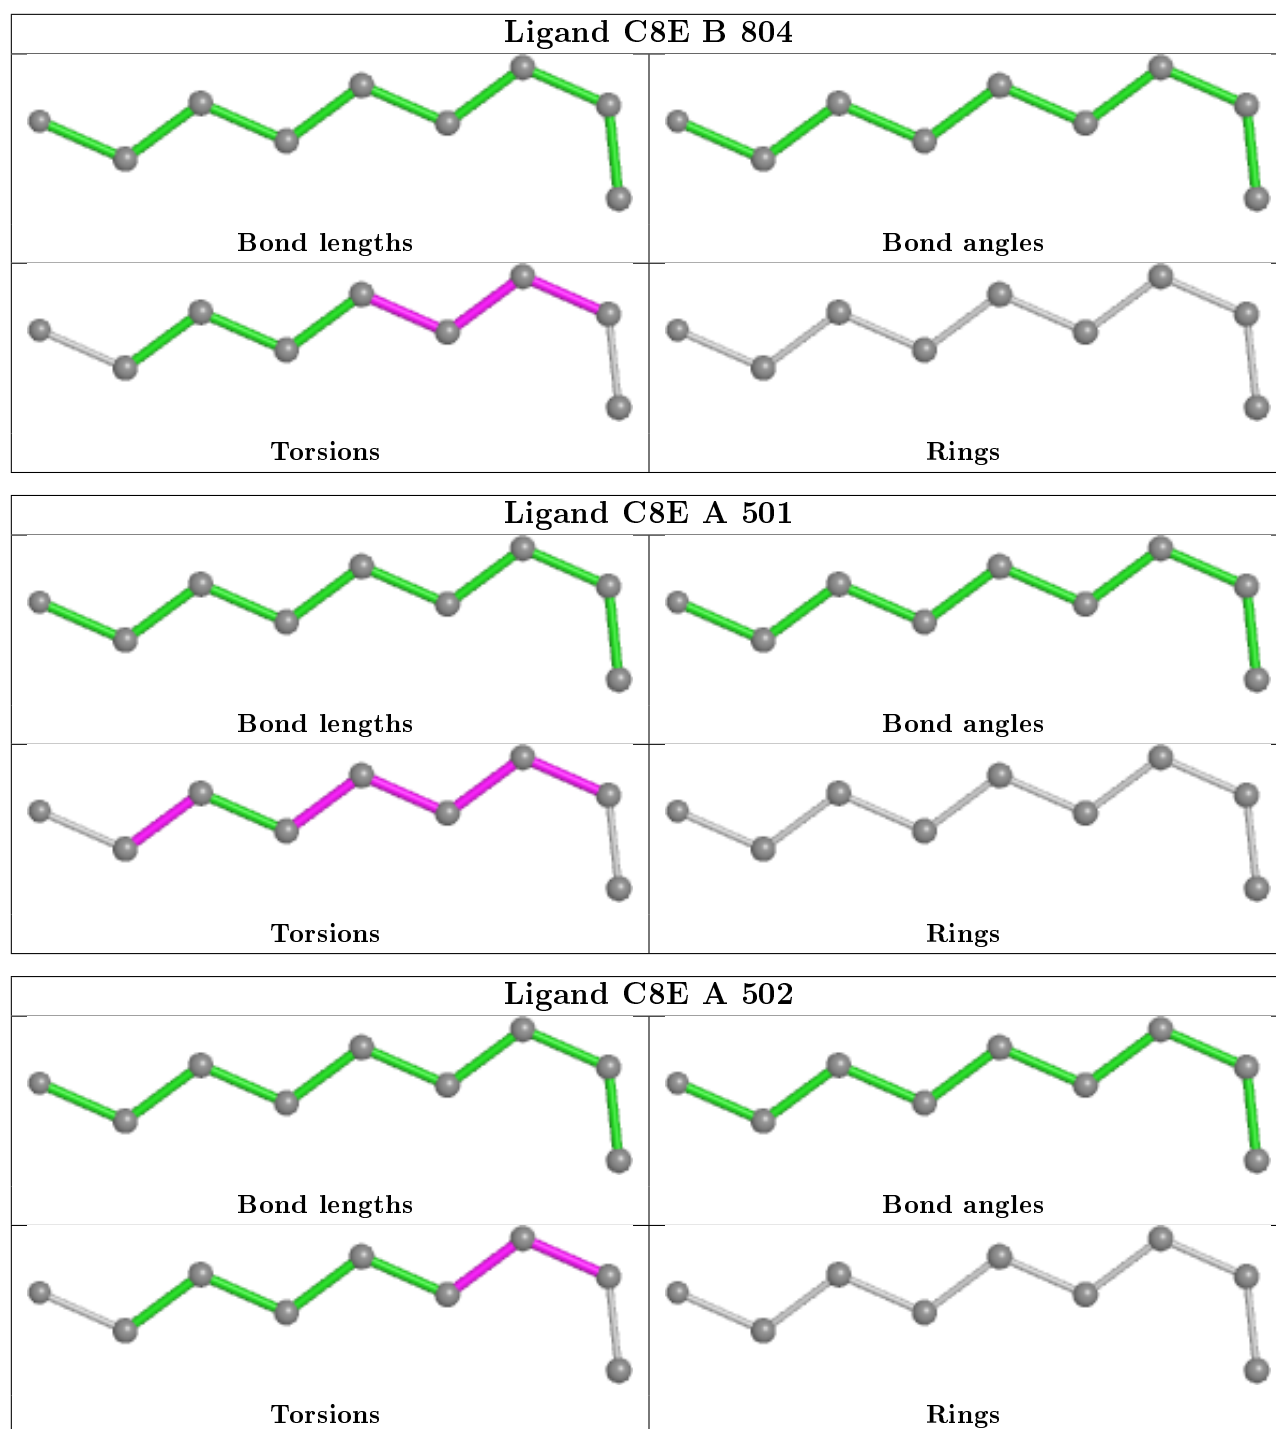 Ligand C8E B 804
Bond lengths
Bond angles
Torsions
Rings
Ligand C8E A 501
Bond lengths
Bond angles
Torsions
Rings
Ligand C8E A 502
Bond lengths
Bond angles
Torsions
Rings